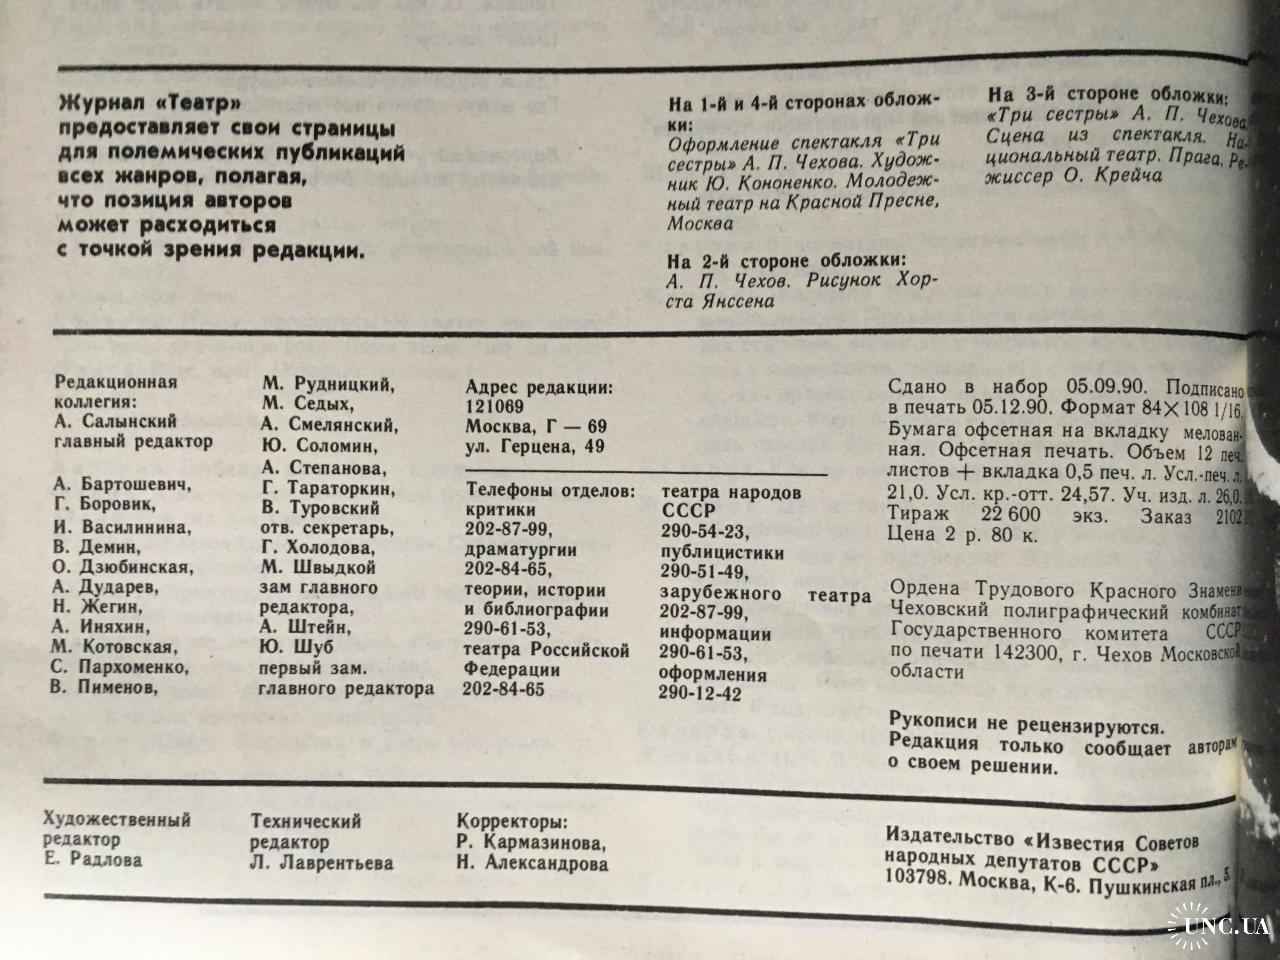 Журнал «Театр»
предоставляет свои страницы
для полемических публикаций
всех жанров, полагая,
что позиция авторов
может расходиться
с точкой зрения редакции.
На 1-й и 4-й сторонах облож-
ки:
Оформление спектакля «Три
сестры» А. П. Чехова. Худож-
ник Ю. Кононенко. Молодеж-
ный театр на Красной Пресне,
Москва
На 2-й стороне обложки:
А. П. Чехов. Рисунок Хор-
ста Янссена
На 3-й стороне обложки:
«Три сестры» А. П. Чехова
Сцена из спектакля. На-
циональный театр. Прага, Ре-
жиссер О. Крейча
Редакционная
коллегия:
А. Салынский
главный редактор
А. Бартошевич,
Г. Боровик,
И. Василинина,
В. Демин,
О. Дзюбинская,
А. Дударев,
Н. Жегин,
А. Иняхин,
М. Котовская,
С. Пархоменко,
В. Пименов,
М. Рудницкий,
М. Седых,
А. Смелянский,
Ю. Соломин,
А. Степанова,
Г. Тараторкин,
В. Туровский
отв. секретарь,
Г. Холодова,
М. Швыдкой
зам главного
редактора,
А. Штейн,
Ю. Шуб
первый зам.
главного редактора
Адрес редакции:
121069
Москва, Г — 69
ул. Герцена, 49
Телефоны отделов:
критики
202-87-99,
драматургии
202-84-65,
теории, истории
и библиографии
290-61-53,
театра Российской
Федерации
202-84-65
театра народов
СССР
290-54-23,
публицистики
290-51-49,
зарубежного театра
202-87-99,
информации
290-61-53,
оформления
290-12-42
Сдано в набор 05.09.90. Подписано
в печать 05.12.90. Формат 84×108 1/16.
Бумага офсетная на вкладку мелован-
ная. Офсетная печать. Объем 12 печ.
листов + вкладка 0,5 печ. л. Усл.-печ. л.
21,0. Усл. кр.-отт. 24,57. Уч. изд. л. 26,0.
Тираж 22 600 экз. Заказ 2102
Цена 2 р. 80 к.
Ордена Трудового Красного Знамени
Чеховский полиграфический комбинат
Государственного комитета СССР
по печати 142300, г. Чехов Московской
области
Рукописи не рецензируются.
Редакция только сообщает авторам
о своем решении.
Художественный
редактор
Е. Радлова
Технический
редактор
Л. Лаврентьева
Корректоры:
Р. Кармазинова,
Н. Александрова
Издательство «Известия Советов
народных депутатов СССР»
103798. Москва, К-6. Пушкинская пл., 5.
UNC.UA